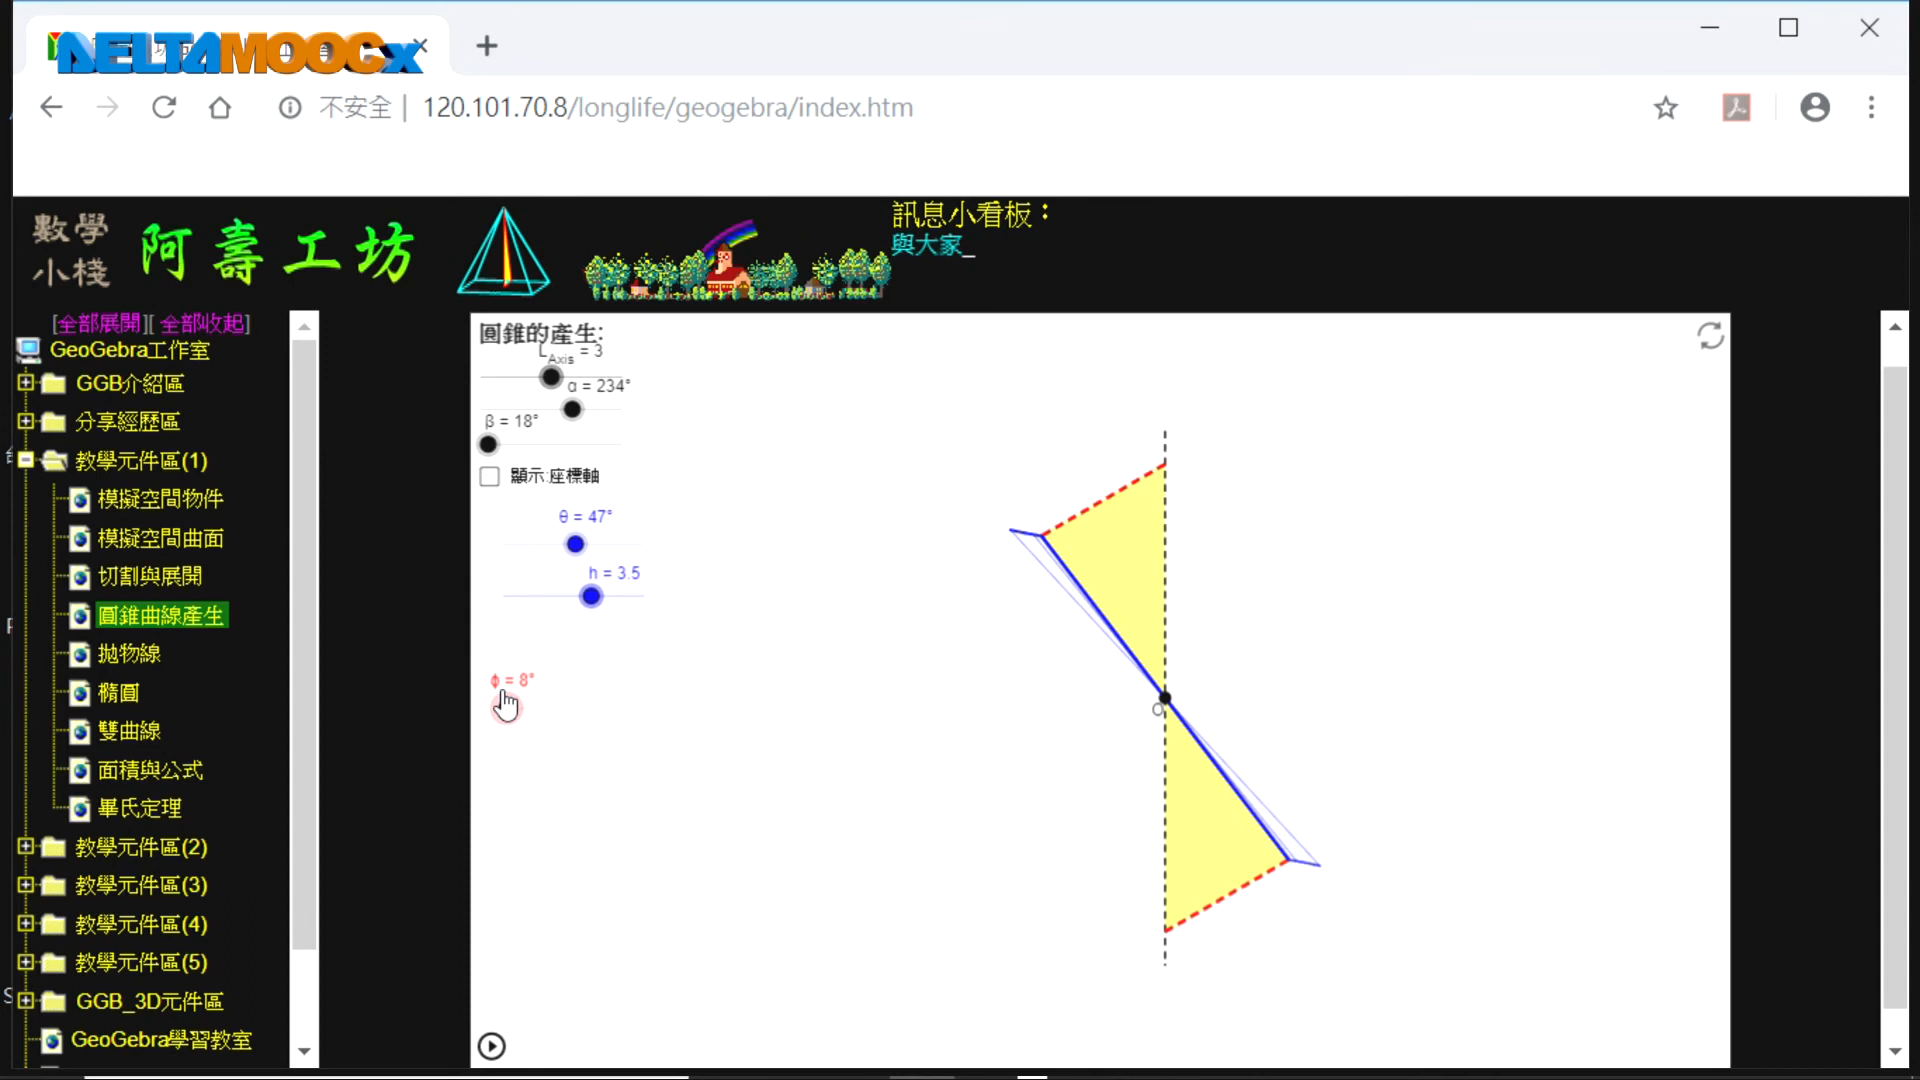 DELTAMOOCx
不安全 | 120.101.70.8/longlife/geogebra/index.htm
數學
小棧
阿壽工坊
訊息小看板：
與大家_
[全部展開][ 全部收起]
GeoGebra工作室
GGB介紹區
分享經歷區
教學元件區(1)
模擬空間物件
模擬空間曲面
切割與展開
圓錐曲線產生
拋物線
橢圓
雙曲線
面積與公式
畢氏定理
教學元件區(2)
教學元件區(3)
教學元件區(4)
教學元件區(5)
GGB_3D元件區
GeoGebra學習教室
圓錐的產生:
L Axis = 3
α = 234°
β = 18°
顯示:座標軸
θ = 47°
h = 3.5
ϕ = 8°
O